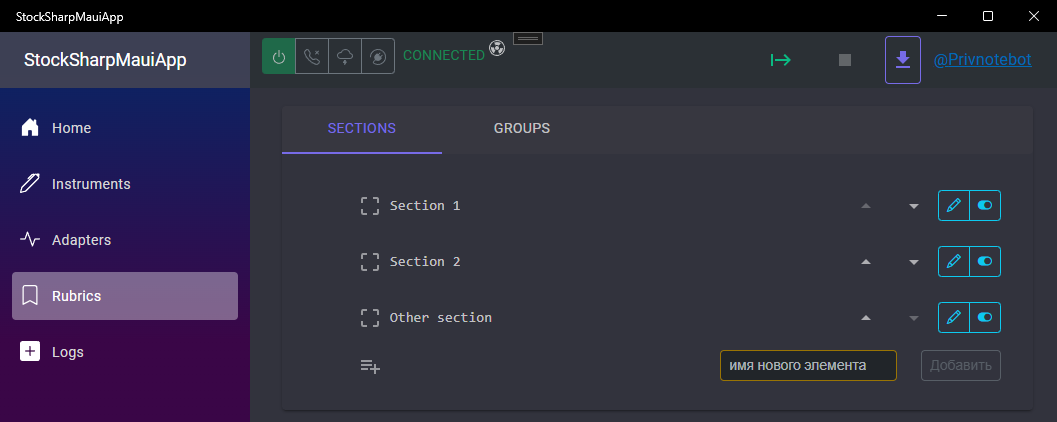 StockSharpMauiApp
StockSharpMauiApp
CONNECTED
@Privnotebot
Home
Instruments
Adapters
Rubrics
Logs
SECTIONS GROUPS
Section 1
Section 2
Other section
имя нового элемента Добавить